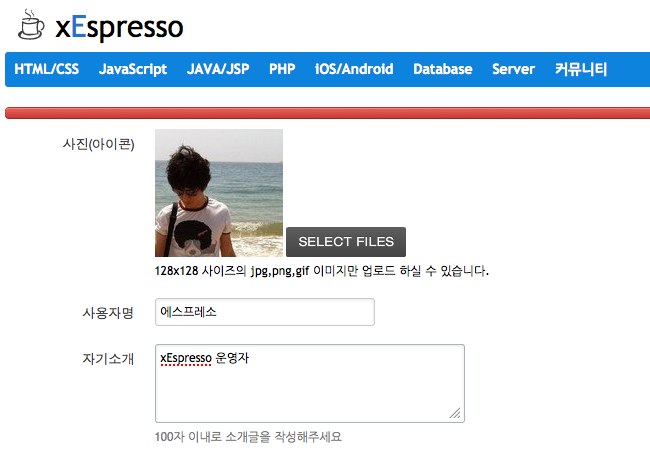 xEspresso
HTML/CSS JavaScript JAVA/JSP PHP iOS/Android Database Server 커뮤니티
사진(아이콘)
SELECT FILES
128x128 사이즈의 jpg,png,gif 이미지만 업로드 하실 수 있습니다.
사용자명 에스프레소
자기소개 xEspresso 운영자
100자 이내로 소개글을 작성해주세요